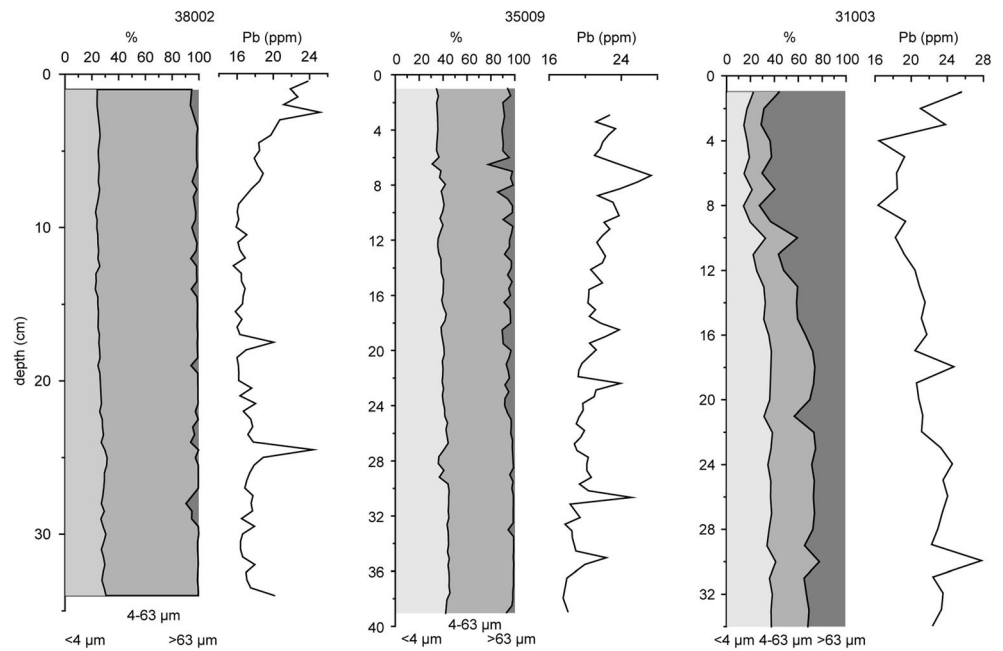 38002
35009
31003
% Pb (ppm)
% Pb (ppm)
% Pb (ppm)
0 20 40 60 80 100 16 20 24
0 20 40 60 80 100 16 24
0 20 40 60 80 100 16 20 24 28
depth (cm)
0
10
20
30
0
4
8
12
16
20
24
28
32
36
40
0
4
8
12
16
20
24
28
32
4-63 µm
<4 µm >63 µm
4-63 µm
<4 µm >63 µm
<4 µm 4-63 µm >63 µm